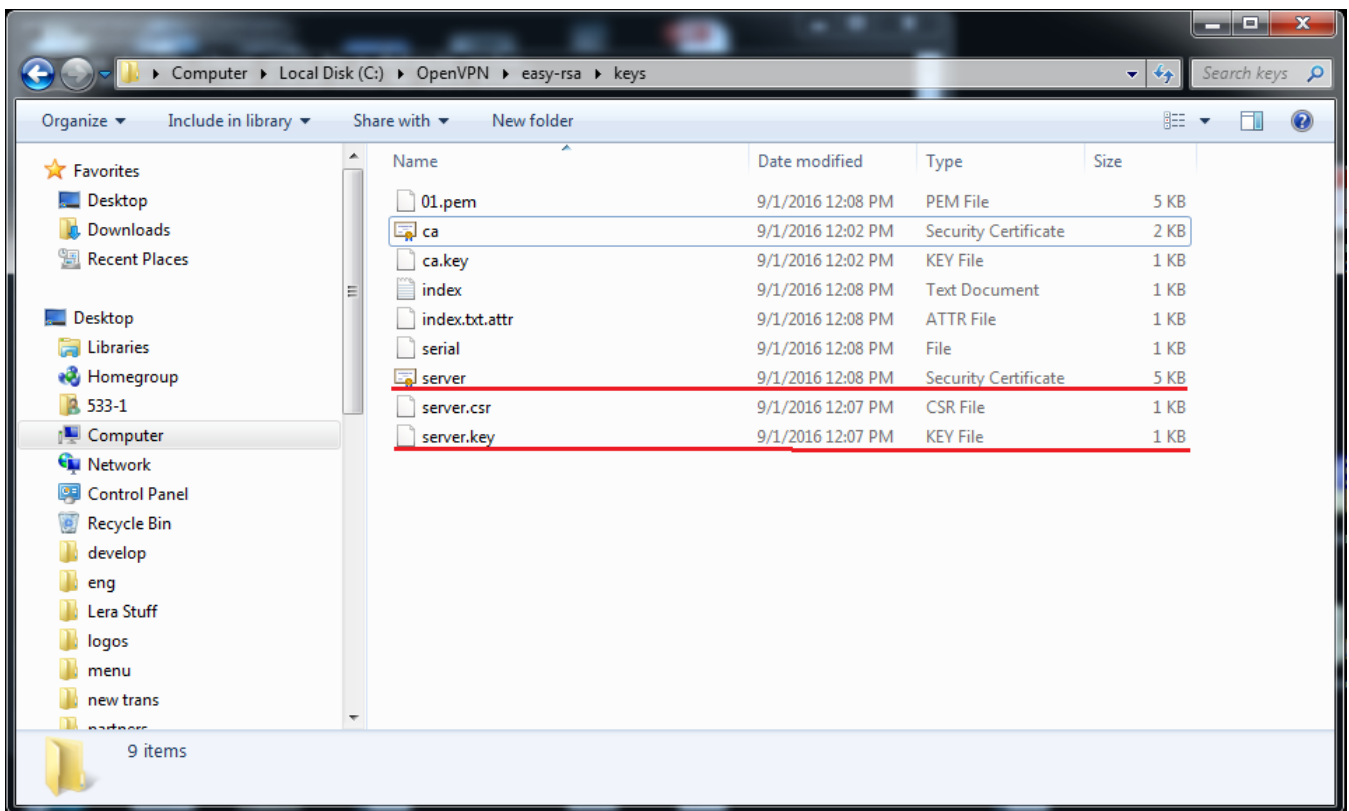 Computer Local Disk (C:) OpenVPN easy-rsa keys Search keys
Organize Include in library Share with New folder
Favorites
Desktop
Downloads
Recent Places
Desktop
Libraries
Homegroup
533-1
Computer
Network
Control Panel
Recycle Bin
develop
eng
Lera Stuff
logos
menu
new trans
partners
Name Date modified Type Size
01.pem 9/1/2016 12:08 PM PEM File 5 KB
ca 9/1/2016 12:02 PM Security Certificate 2 KB
ca.key 9/1/2016 12:02 PM KEY File 1 KB
index 9/1/2016 12:08 PM Text Document 1 KB
index.txt.attr 9/1/2016 12:08 PM ATTR File 1 KB
serial 9/1/2016 12:08 PM File 1 KB
server 9/1/2016 12:08 PM Security Certificate 5 KB
server.csr 9/1/2016 12:07 PM CSR File 1 KB
server.key 9/1/2016 12:07 PM KEY File 1 KB
9 items